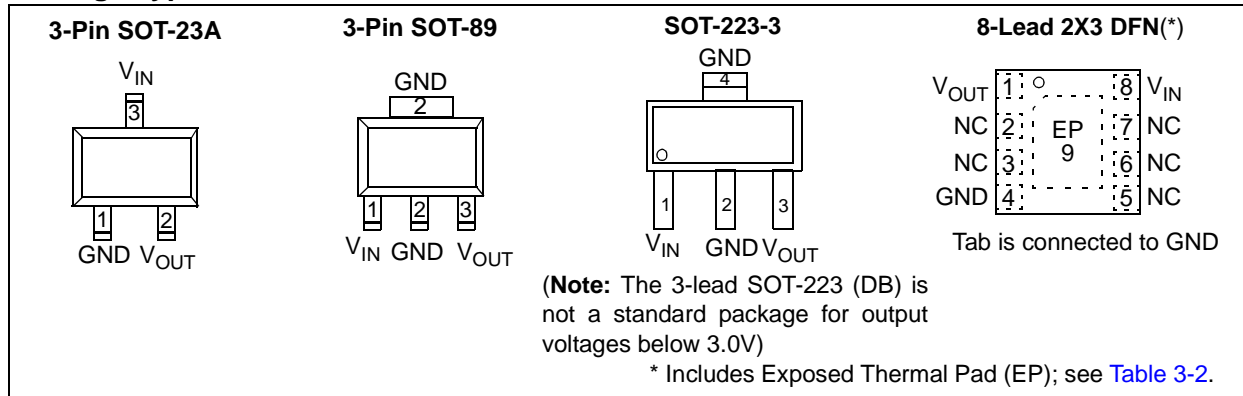 3-Pin SOT-23A
VIN
3
1 2
GND VOUT
3-Pin SOT-89
GND
2
1 2 3
VIN GND VOUT
SOT-223-3
GND
4
1 2 3
VIN GND VOUT
(Note: The 3-lead SOT-223 (DB) is
not a standard package for output
voltages below 3.0V)
8-Lead 2X3 DFN(*)
VOUT 1 8 VIN
NC 2 EP 7 NC
NC 3 9 6 NC
GND 4 5 NC
Tab is connected to GND
* Includes Exposed Thermal Pad (EP); see Table 3-2.